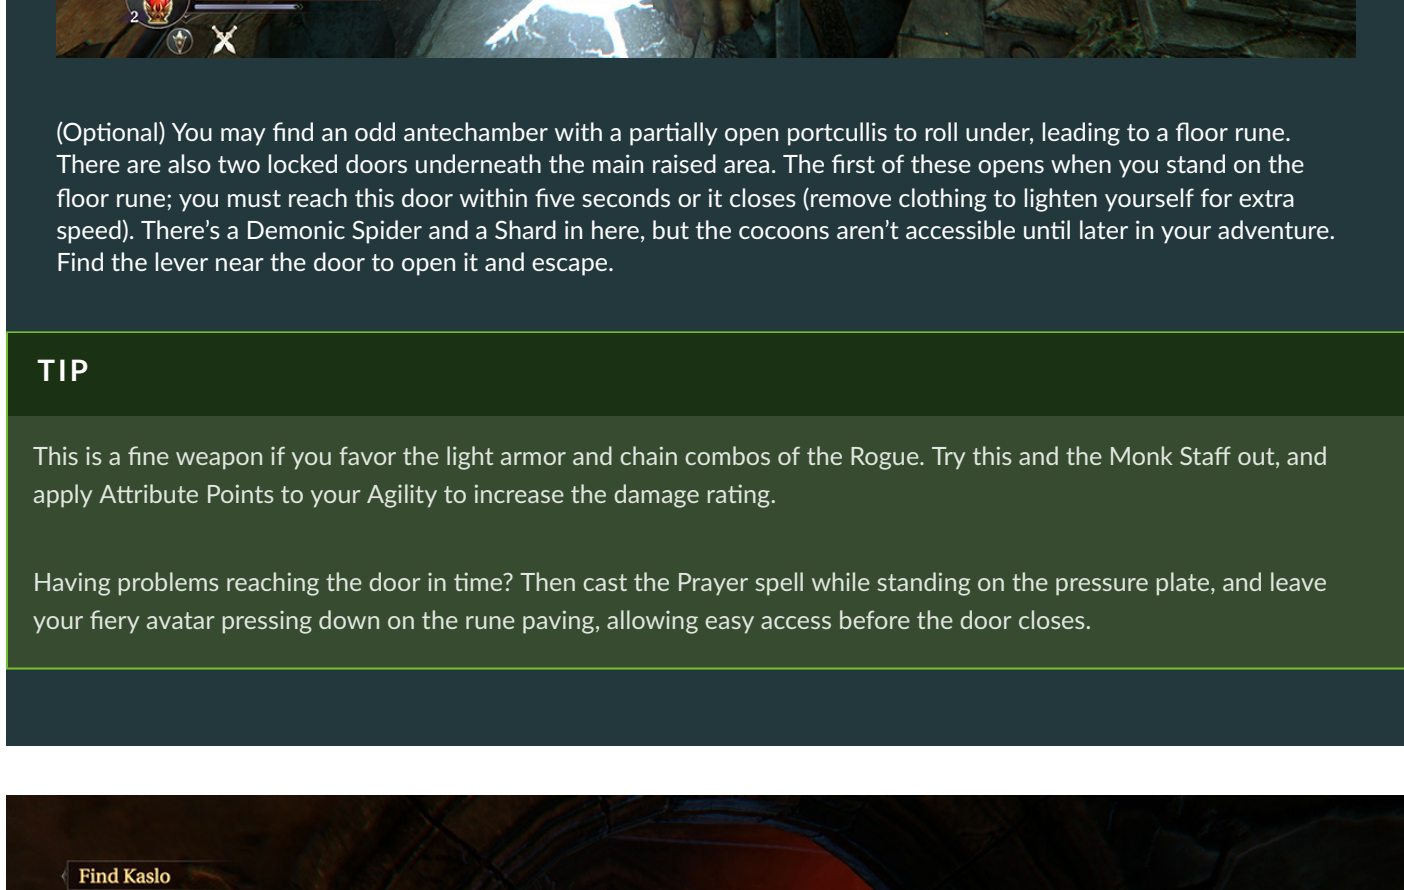 2
(Optional) You may find an odd antechamber with a partially open portcullis to roll under, leading to a floor rune.
There are also two locked doors underneath the main raised area. The first of these opens when you stand on the
floor rune; you must reach this door within five seconds or it closes (remove clothing to lighten yourself for extra
speed). There’s a Demonic Spider and a Shard in here, but the cocoons aren’t accessible until later in your adventure.
Find the lever near the door to open it and escape.
TIP
This is a fine weapon if you favor the light armor and chain combos of the Rogue. Try this and the Monk Staff out, and
apply Attribute Points to your Agility to increase the damage rating.
Having problems reaching the door in time? Then cast the Prayer spell while standing on the pressure plate, and leave
your fiery avatar pressing down on the rune paving, allowing easy access before the door closes.
Find Kaslo